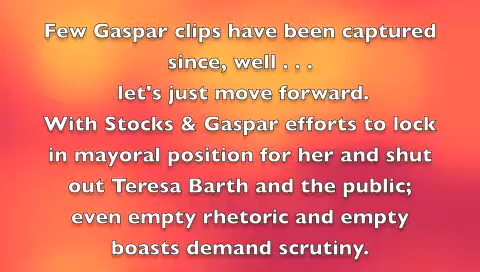 Few Gaspar clips have been captured
since, well . . .
let's just move forward.
With Stocks & Gaspar efforts to lock
in mayoral position for her and shut
out Teresa Barth and the public;
even empty rhetoric and empty
boasts demand scrutiny.